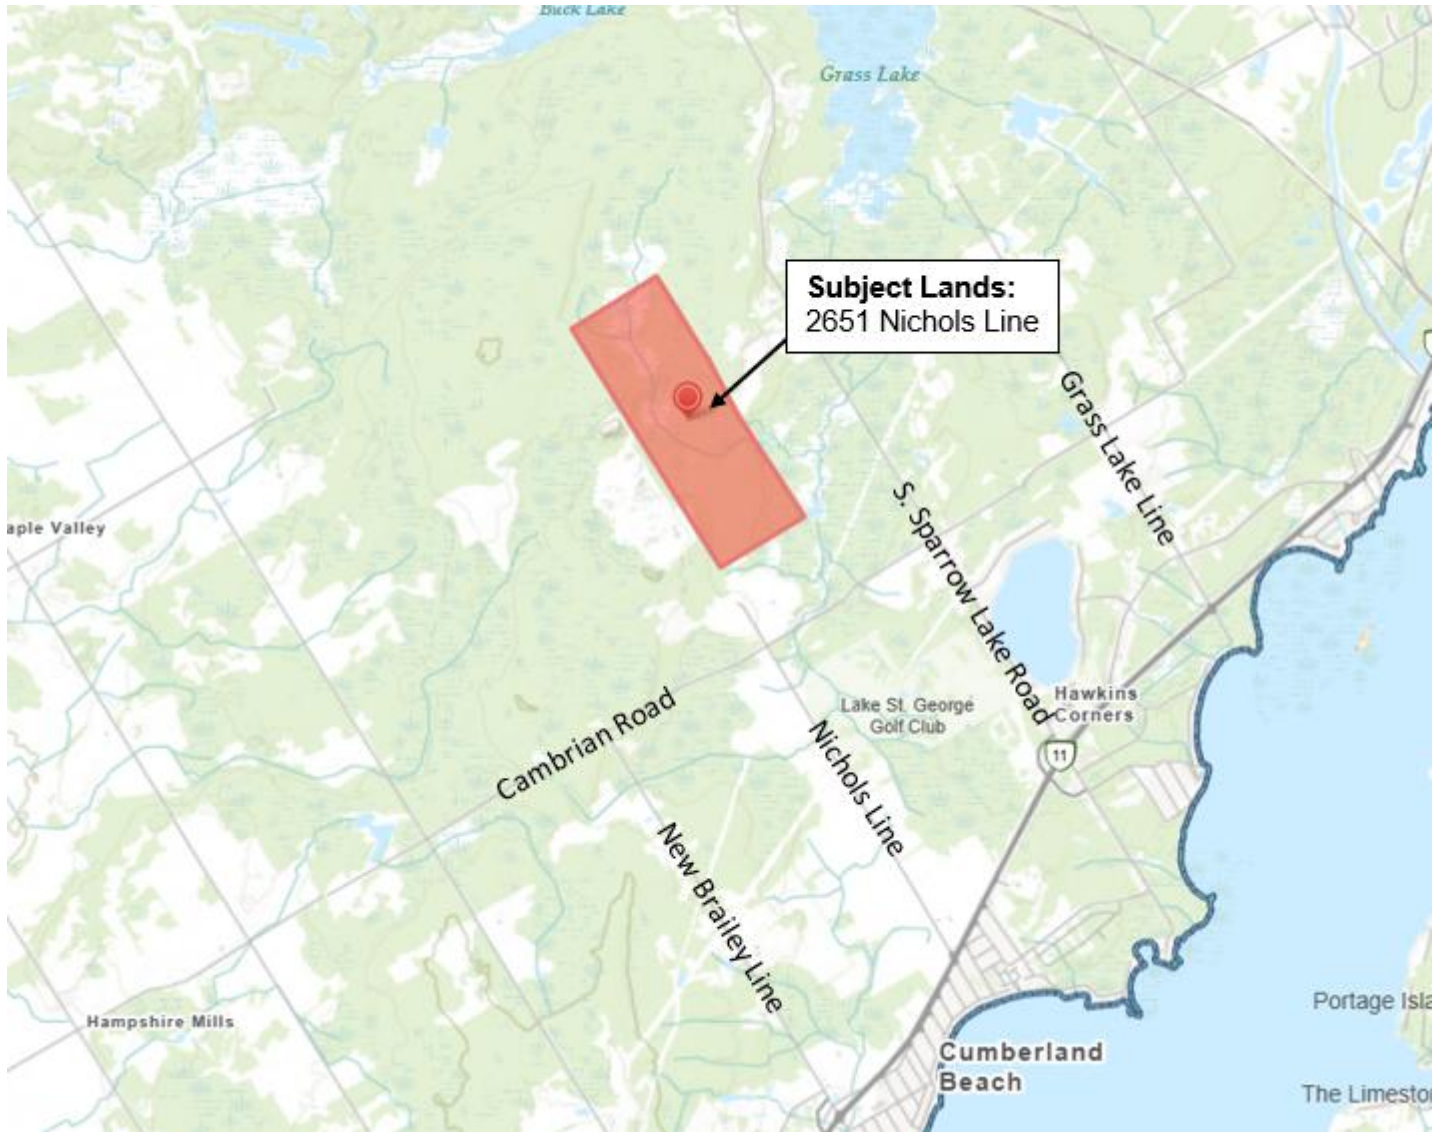 Buck Lake
Grass Lake
Subject Lands:
2651 Nichols Line
Grass Lake Line
S. Sparrow Lake Road
aple Valley
Hawkins
Corners
Lake St. George
Golf Club
11
Cambrian Road
Nichols Line
New Brailey Line
Portage Isla
Hampshire Mills
Cumberland
Beach
The Limesto